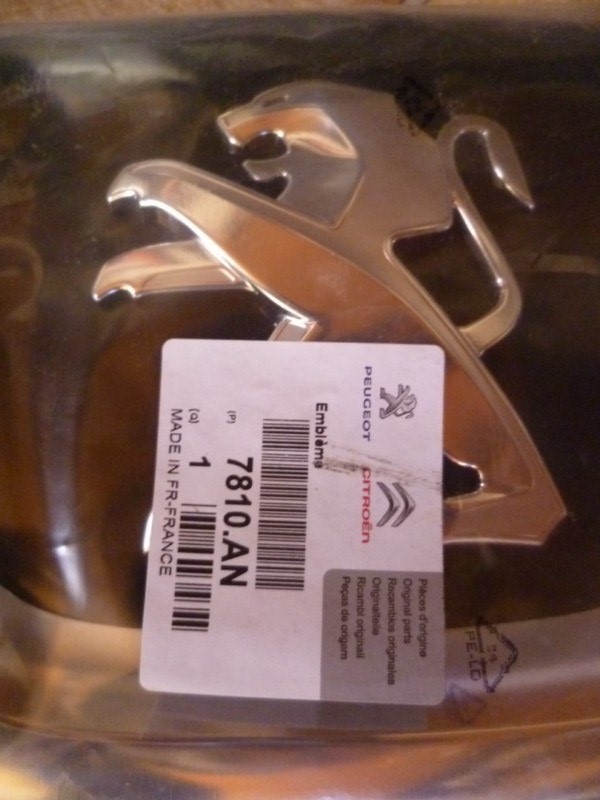 PEUGEOT
CITROËN
Pièces d'origine
Original parts
Recambios originales
Originalteile
Ricambi originali
Peças de origem
Emblème
(P)
7810.AN
(Q)
1
MADE IN FR-FRANCE
04
PE-LD